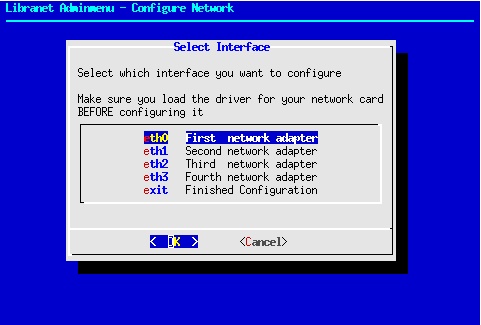 Libranet Adminmenu - Configure Network
Select Interface
Select which interface you want to configure
Make sure you load the driver for your network card
BEFORE configuring it
eth0 First network adapter
eth1 Second network adapter
eth2 Third network adapter
eth3 Fourth network adapter
exit Finished Configuration
< OK > <Cancel>